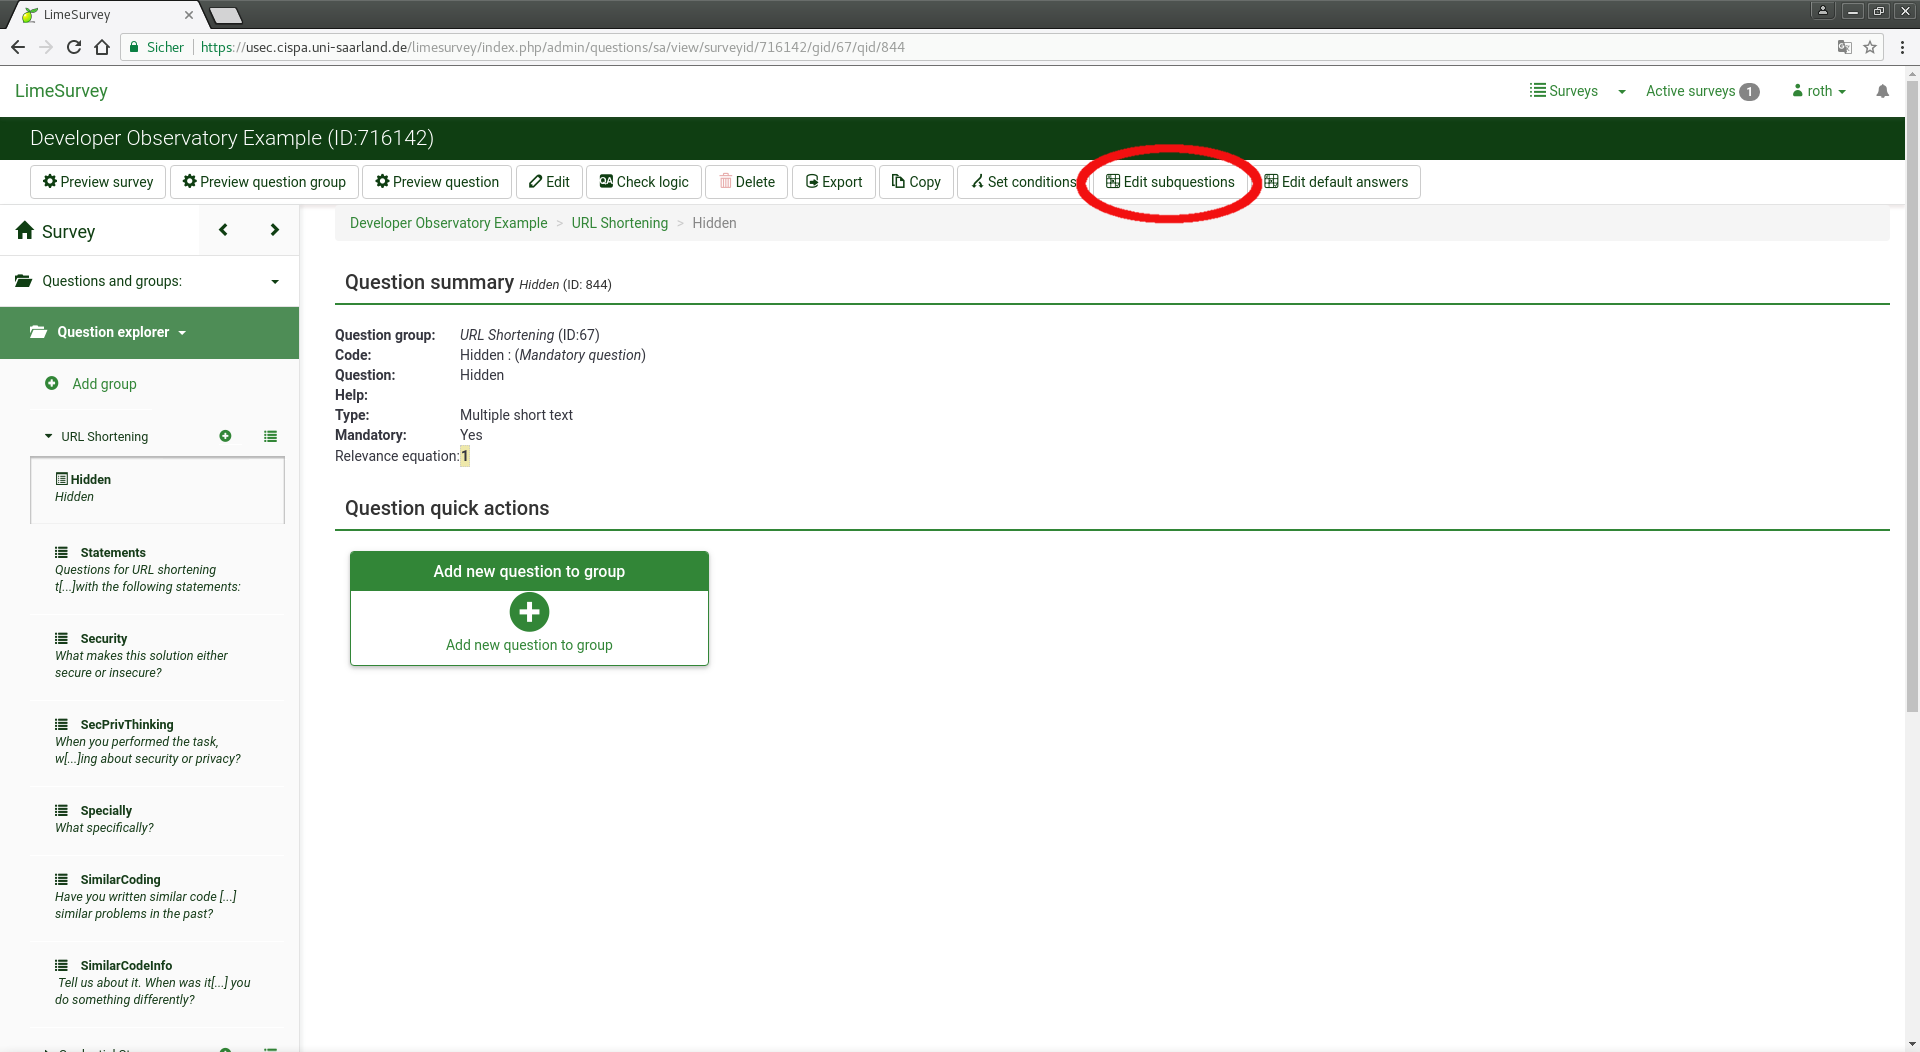 LimeSurvey
Sicher https://usec.cispa.uni-saarland.de/limesurvey/index.php/admin/questions/sa/view/surveyid/716142/gid/67/qid/844
LimeSurvey Surveys Active surveys 1 roth
Developer Observatory Example (ID:716142)
Preview survey Preview question group Preview question Edit Check logic Delete Export Copy Set conditions Edit subquestions Edit default answers
Survey
Developer Observatory Example > URL Shortening > Hidden
Questions and groups:
Question explorer
Add group
URL Shortening
Hidden
Hidden
Statements
Questions for URL shortening
t[...]with the following statements:
Security
What makes this solution either
secure or insecure?
SecPrivThinking
When you performed the task,
w[...]ing about security or privacy?
Specially
What specifically?
SimilarCoding
Have you written similar code [...]
similar problems in the past?
SimilarCodeInfo
Tell us about it. When was it[...] you
do something differently?
Question summary Hidden (ID: 844)
Question group: URL Shortening (ID:67)
Code: Hidden : (Mandatory question)
Question: Hidden
Help:
Type: Multiple short text
Mandatory: Yes
Relevance equation: 1
Question quick actions
Add new question to group
Add new question to group